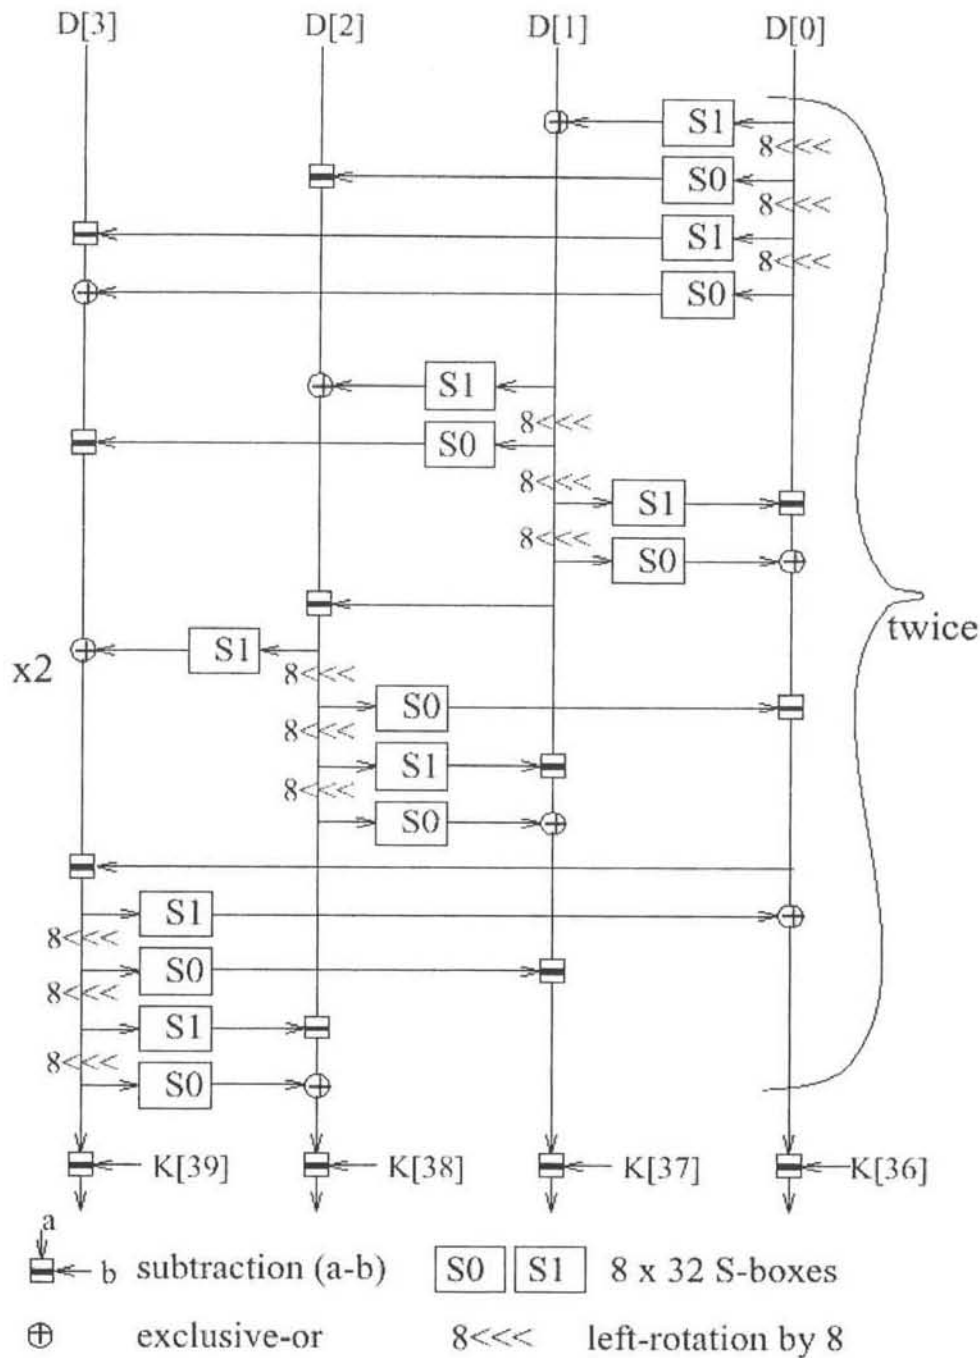 D[3] D[2] D[1] D[0]
S1
8<<<
S0
8<<<
S1
8<<<
S0
S1
8<<<
S0
8<<<
S1
8<<<
S0
twice
S1
x2
8<<<
S0
8<<<
S1
8<<<
S0
S1
8<<<
S0
8<<<
S1
8<<<
S0
K[39] K[38] K[37] K[36]
a
b subtraction (a-b) S0 S1 8 x 32 S-boxes
exclusive-or 8<<< left-rotation by 8